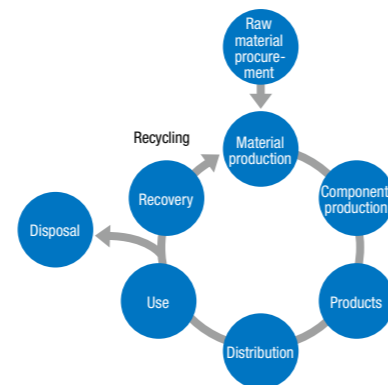 Raw
material
procure-
ment
Recycling
Material
production
Component
production
Recovery
Disposal
Use
Products
Distribution